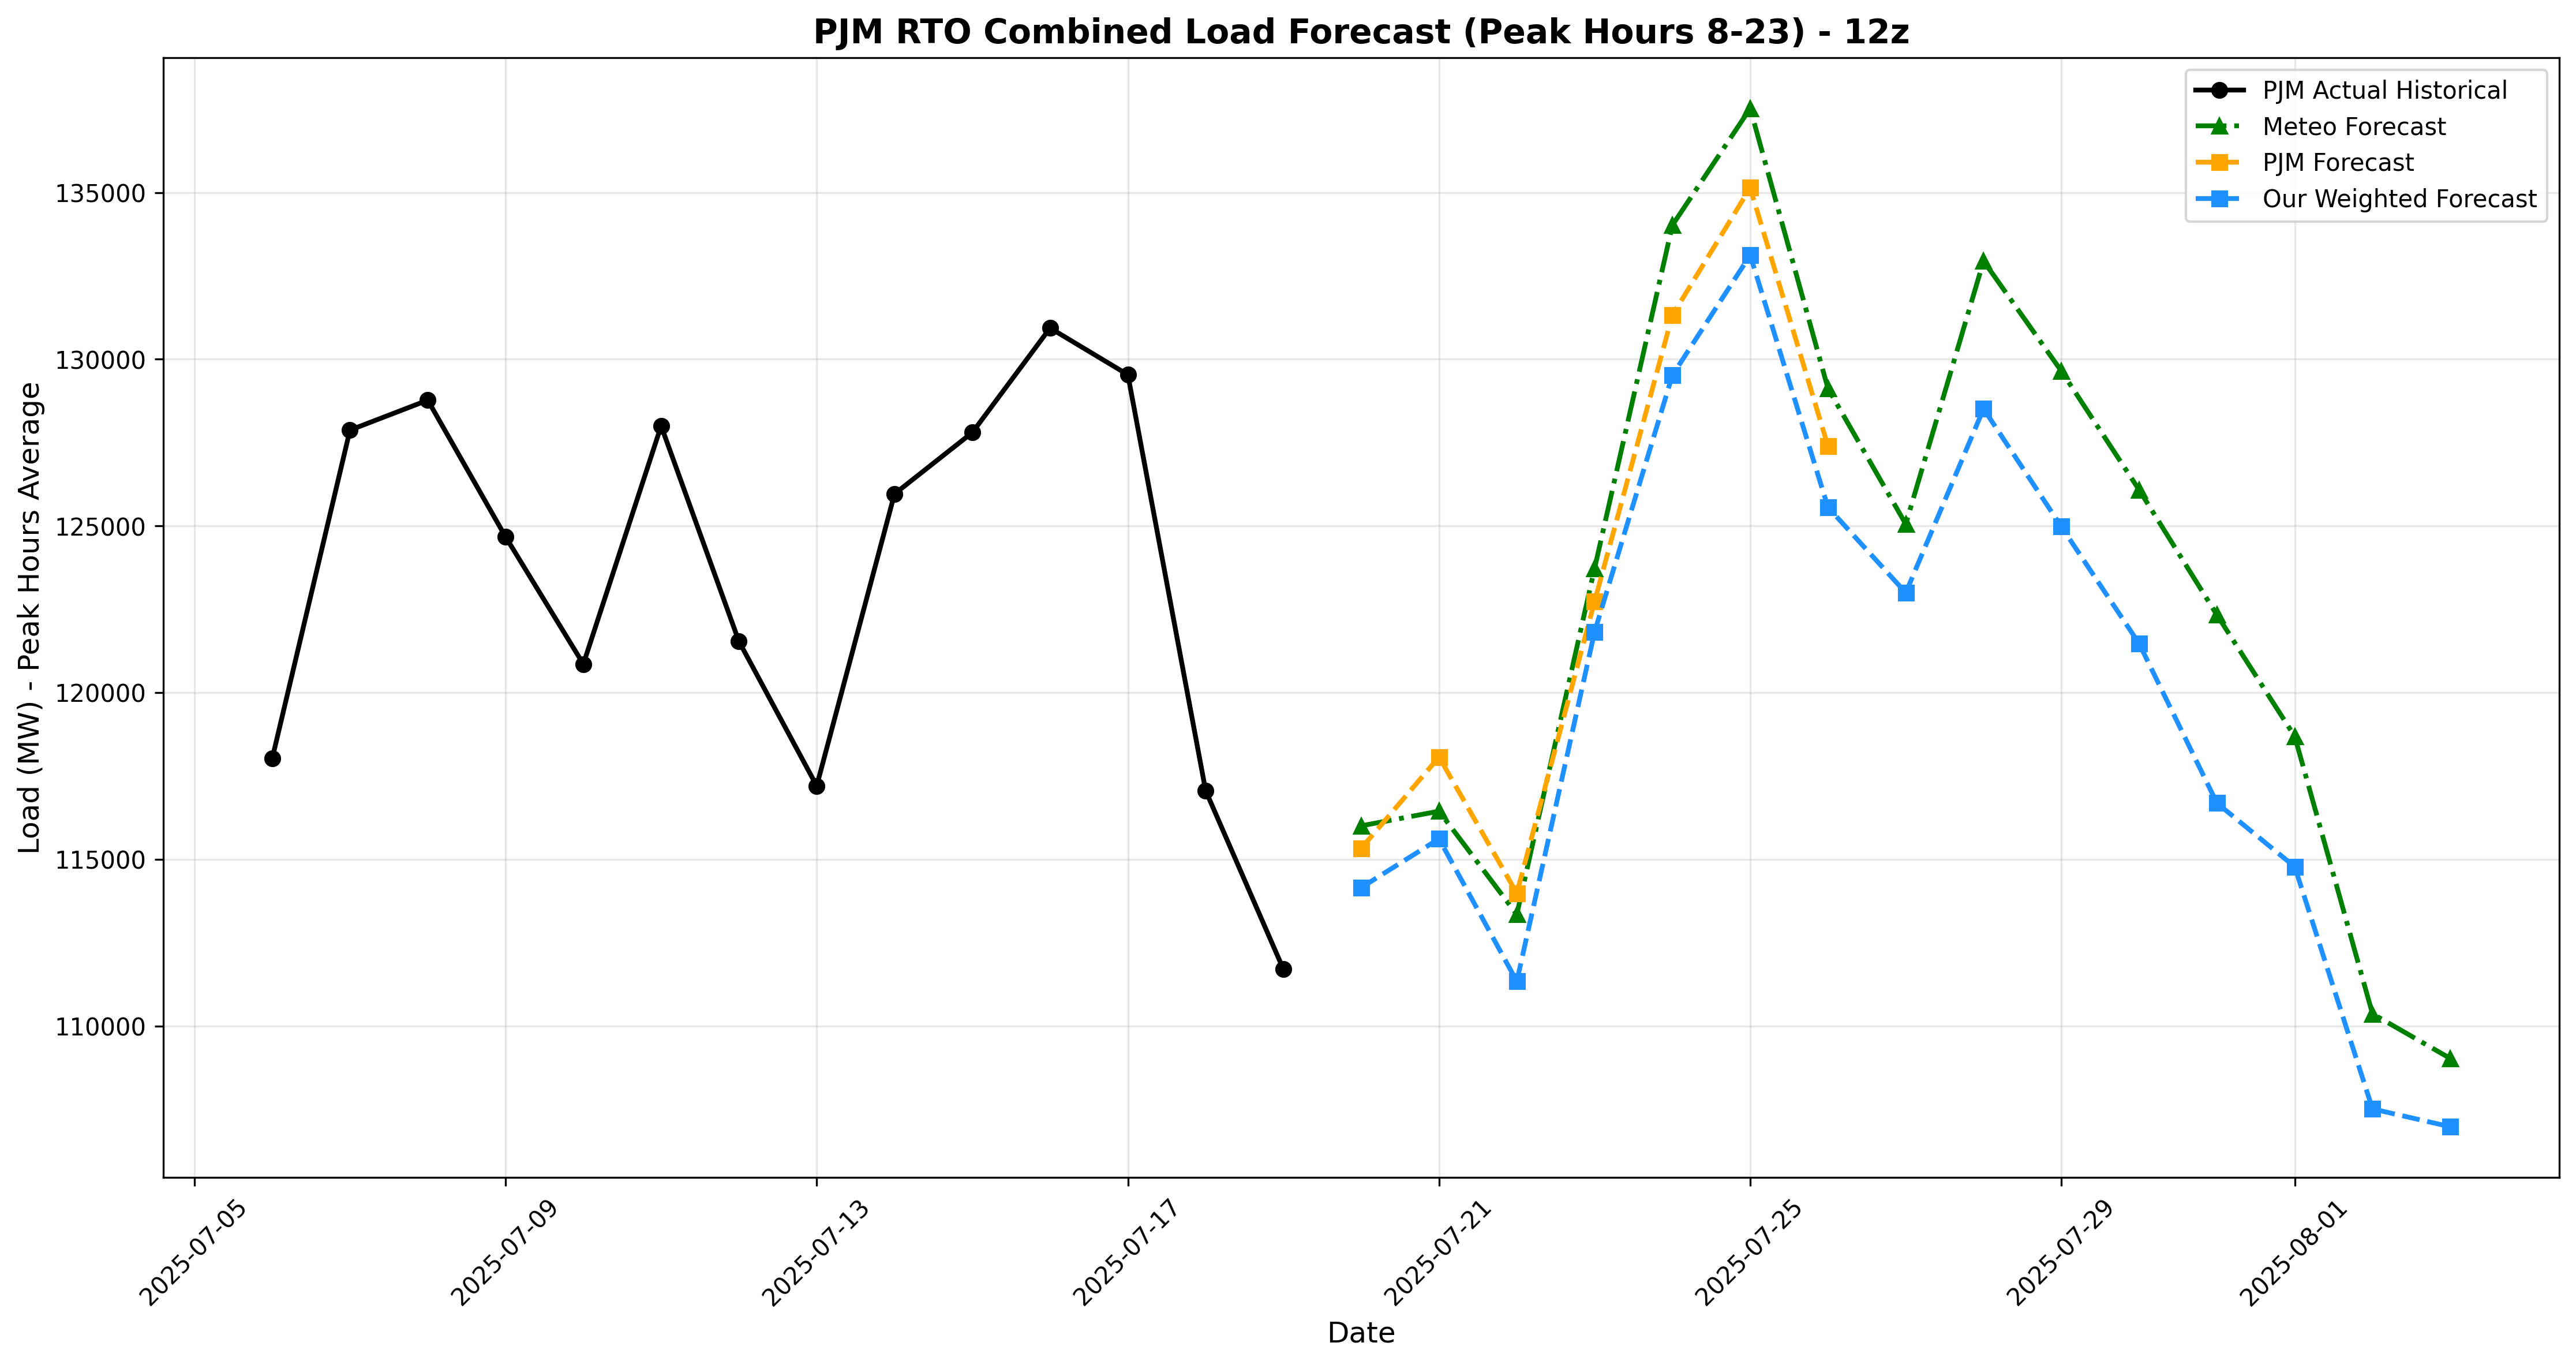 PJM RTO Combined Load Forecast (Peak Hours 8-23) - 12z
PJM Actual Historical
Meteo Forecast
PJM Forecast
Our Weighted Forecast
Load (MW) - Peak Hours Average
135000
130000
125000
120000
115000
110000
2025-07-05
2025-07-09
2025-07-13
2025-07-17
2025-07-21
2025-07-25
2025-07-29
2025-08-01
Date